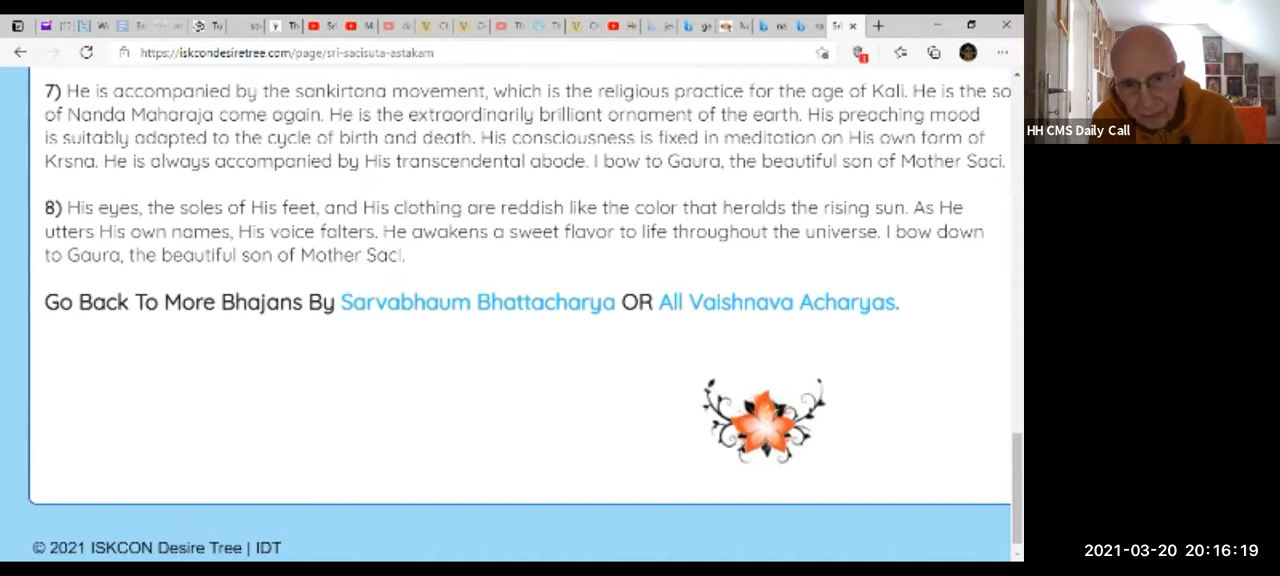 https://iskcondesiretree.com/page/sri-sacisuta-astakam
7) He is accompanied by the sankirtana movement, which is the religious practice for the age of Kali. He is the so
of Nanda Maharaja come again. He is the extraordinarily brilliant ornament of the earth. His preaching mood
is suitably adapted to the cycle of birth and death. His consciousness is fixed in meditation on His own form of
Krsna. He is always accompanied by His transcendental abode. I bow to Gaura, the beautiful son of Mother Saci.
8) His eyes, the soles of His feet, and His clothing are reddish like the color that heralds the rising sun. As He
utters His own names, His voice falters. He awakens a sweet flavor to life throughout the universe. I bow down
to Gaura, the beautiful son of Mother Saci.
Go Back To More Bhajans By Sarvabhaum Bhattacharya OR All Vaishnava Acharyas.
© 2021 ISKCON Desire Tree | IDT
HH CMS Daily Call
2021-03-20 20:16:19